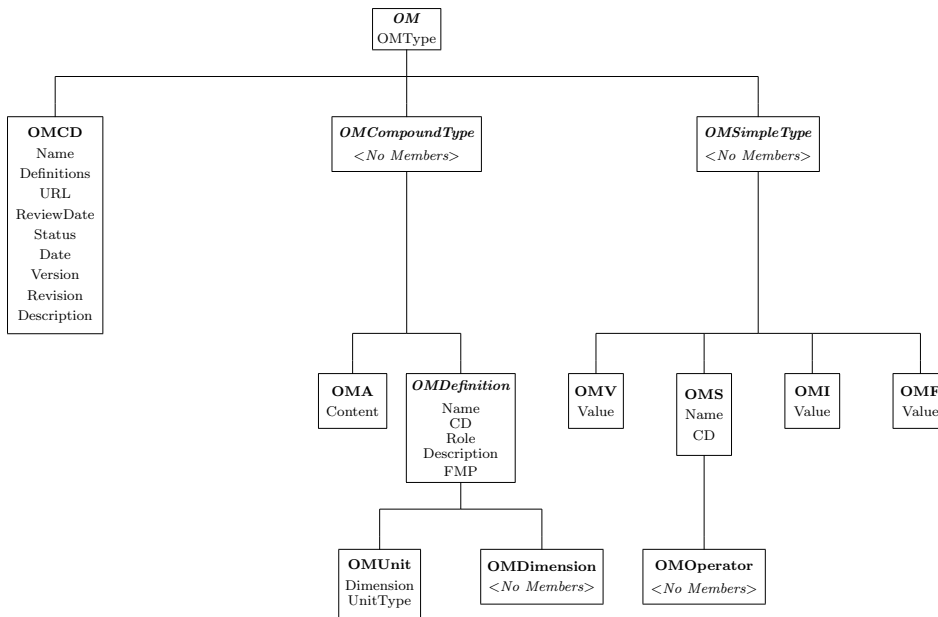 OM
OMType
OMCD
Name
Definitions
URL
ReviewDate
Status
Date
Version
Revision
Description
OMCompoundType
<No Members>
OMSimpleType
<No Members>
OMA
Content
OMDefinition
Name
CD
Role
Description
FMP
OMV
Value
OMS
Name
CD
OMI
Value
OMF
Value
OMUnit
Dimension
UnitType
OMDimension
<No Members>
OMOperator
<No Members>